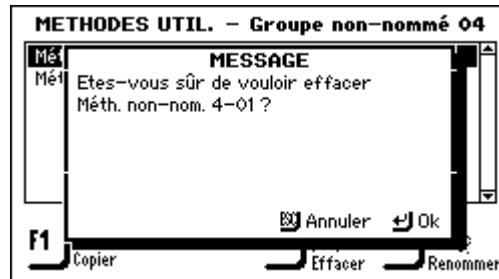 METHODES UTIL. - Groupe non-nommé 04
MESSAGE
Etes-vous sûr de vouloir effacer
Méth. non-nom. 4-01 ?
Annuler Ok
F1
Copier Effacer Renommer